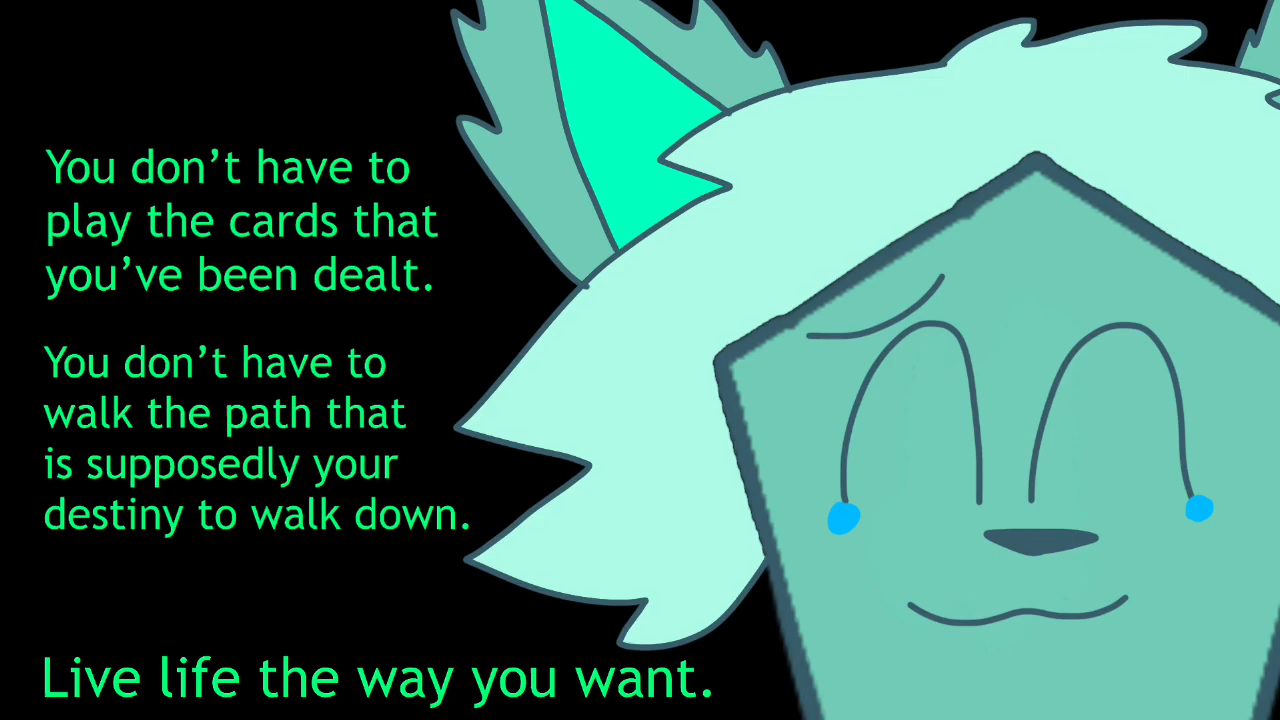 You don’t have to
play the cards that
you’ve been dealt.
You don’t have to
walk the path that
is supposedly your
destiny to walk down.
Live life the way you want.